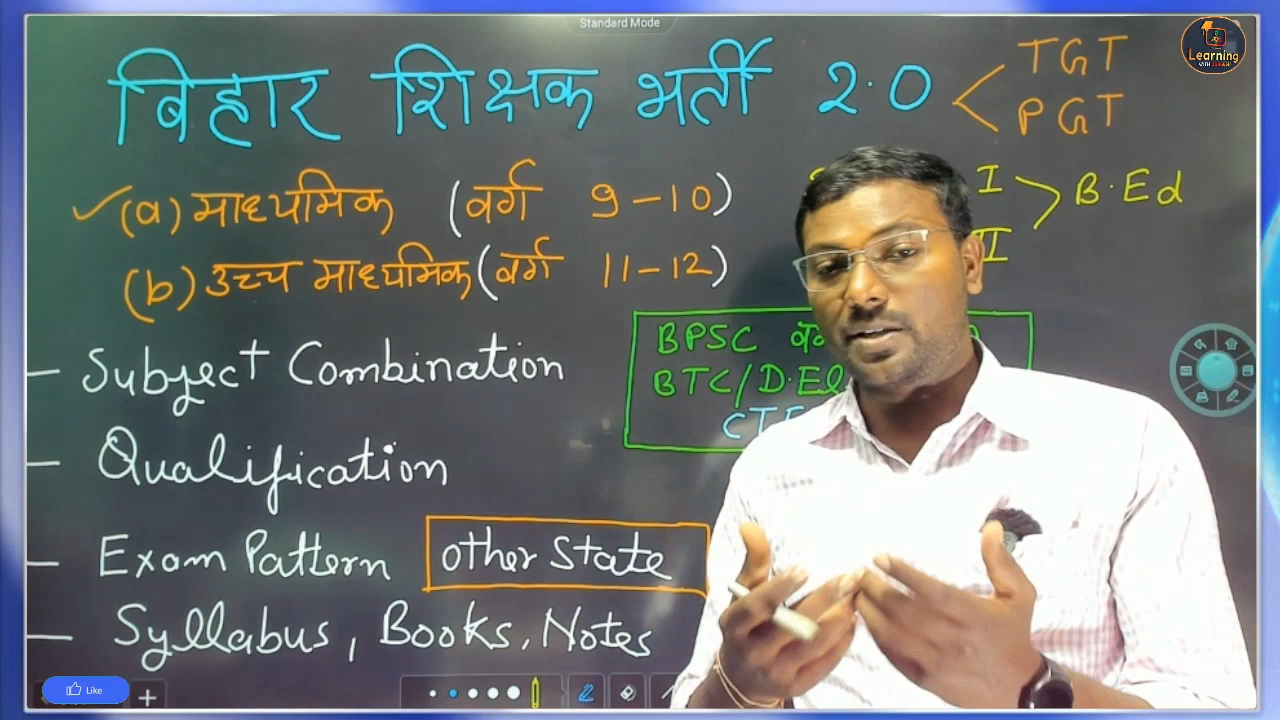 Standard Mode
Learning
बिहार शिक्षक भर्ती 2.0
TGT
PGT
(a) माध्यमिक (वर्ग 9-10)
I
B.Ed
(b) उच्च माध्यमिक (वर्ग 11-12)
II
BPSC
BTC/D.El
- Subject Combination
- Qualification
- Exam Pattern
Other State
- Syllabus, Books, Notes
Like